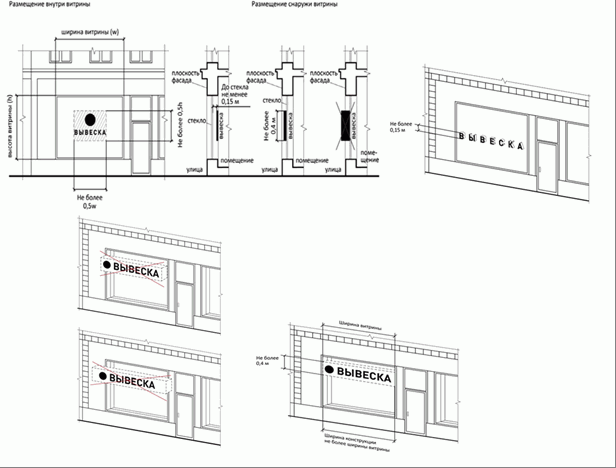 Размещение внутри витрины
Размещение снаружи витрины
ширина витрины (w)
высота витрины (h)
ВЫВЕСКА
Не более 0,5h
Не более
0,5w
плоскость
фасада
До стекла
не менее
0,15 м
стекло
вывеска
помещение
улица
плоскость
фасада
стекло
Не более
0,4 м
вывеска
помещение
улица
плоскость
фасада
вывеска
поме-
щение
улица
Не более
0,15 м
ВЫВЕСКА
ВЫВЕСКА
ВЫВЕСКА
Ширина витрины
Не более
0,4 м
ВЫВЕСКА
Ширина конструкции
не более ширины витрины